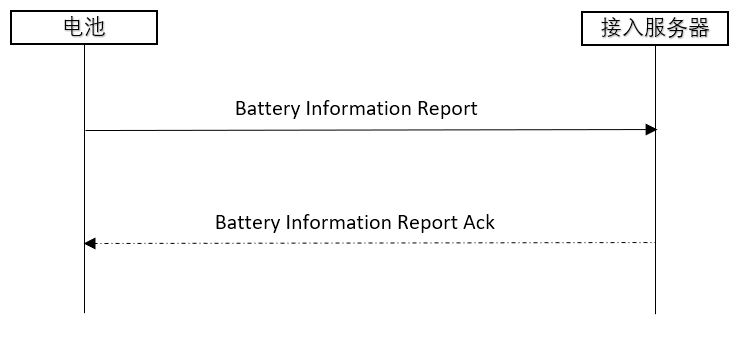 电池
接入服务器
Battery Information Report
Battery Information Report Ack